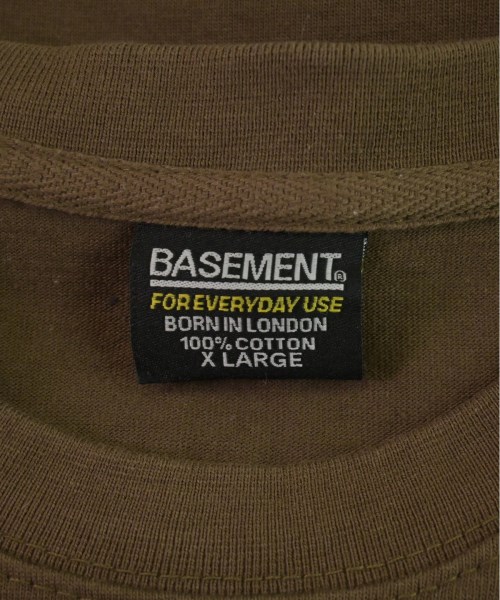 BASEMENT®
FOR EVERYDAY USE
BORN IN LONDON
100% COTTON
X LARGE